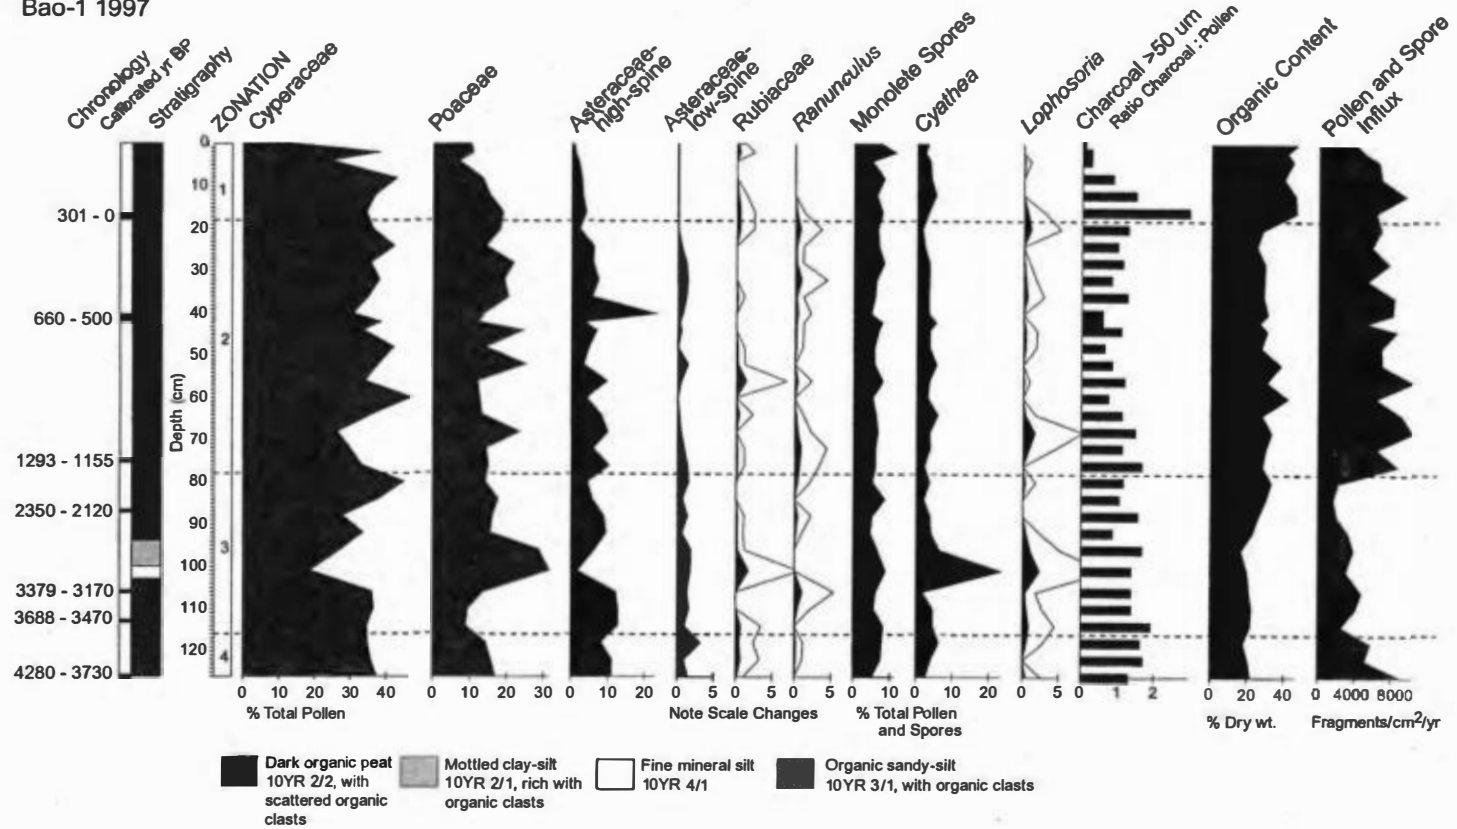 Bao-1 1997
Chronology
Calibrated yr BP
Stratigraphy
ZONATION
Cyperaceae
Poaceae
Asteraceae-
high-spine
Asteraceae-
low-spine
Rubiaceae
Ranunculus
Monolete Spores
Cyathea
Lophosoria
Charcoal >50 um
Ratio Charcoal : Pollen
Organic Content
Pollen and Spore
Influx
Depth (cm)
0
10
20
30
40
50
60
70
80
90
100
110
120
1
2
3
4
301 - 0
660 - 500
1293 - 1155
2350 - 2120
3379 - 3170
3688 - 3470
4280 - 3730
0 10 20 30 40
0 10 20 30
0 10 20
0 5
0 5
0 5
0 10
0 10 20
0 5
0 1 2
0 20 40
0 4000 8000
% Total Pollen
Note Scale Changes
% Total Pollen
and Spores
% Dry wt.
Fragments/cm²/yr
Dark organic peat
10YR 2/2, with
scattered organic
clasts
Mottled clay-silt
10YR 2/1, rich with
organic clasts
Fine mineral silt
10YR 4/1
Organic sandy-silt
10YR 3/1, with organic clasts